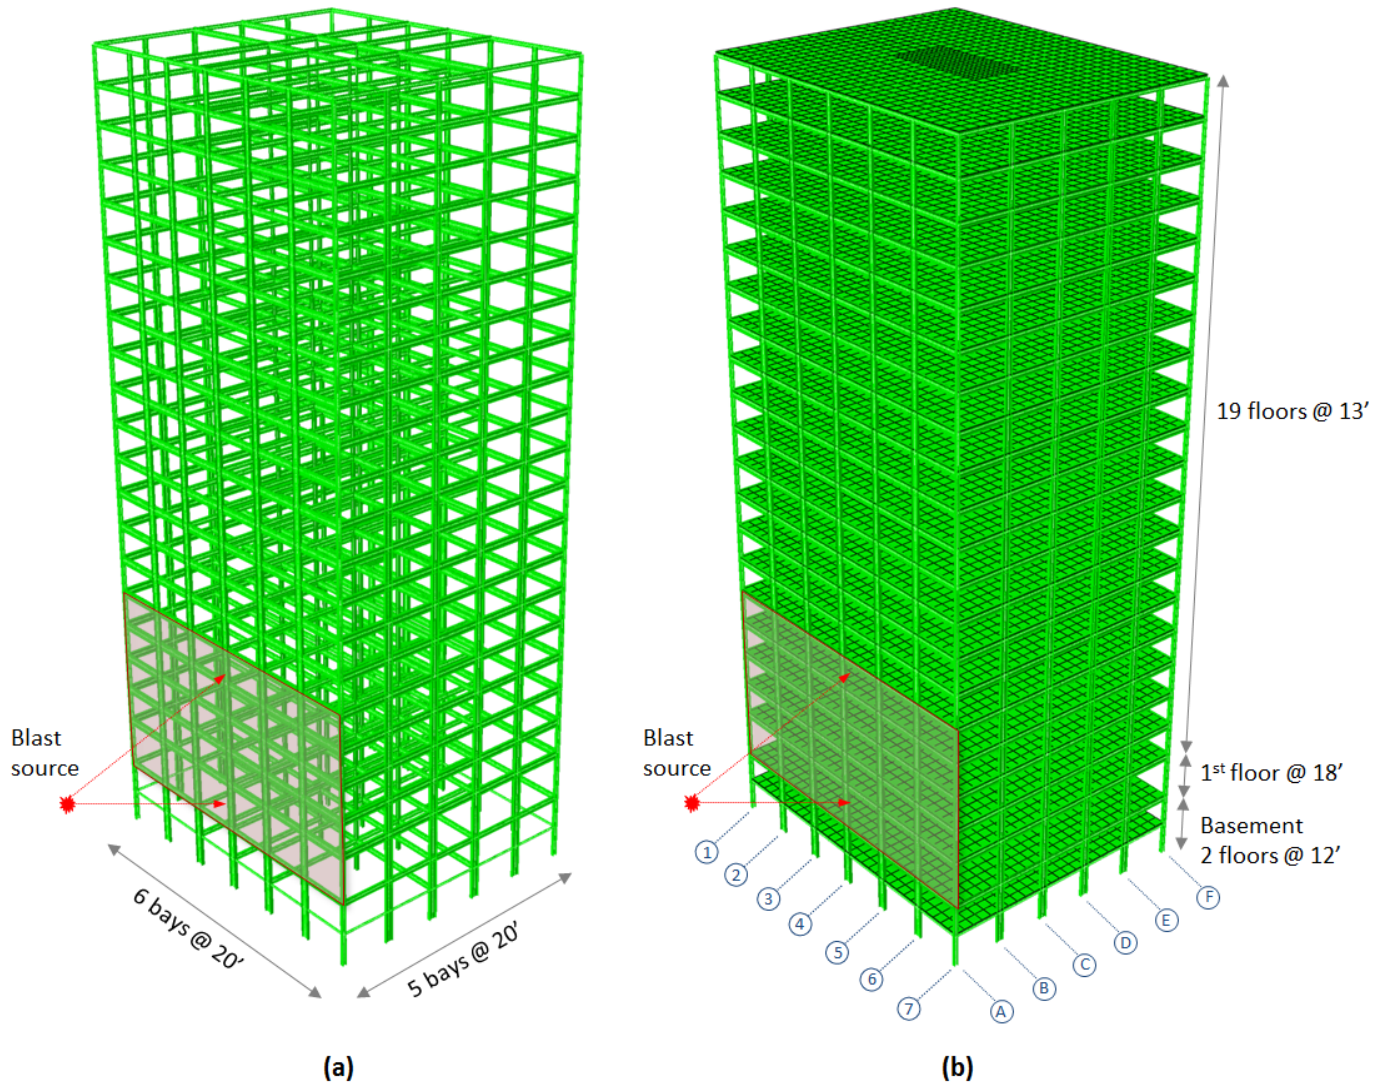 Blast
source
6 bays @ 20’
5 bays @ 20’
(a)
19 floors @ 13’
Blast
source
1st floor @ 18’
Basement
2 floors @ 12’
1
2
3
4
5
6
7
A
B
C
D
E
F
(b)